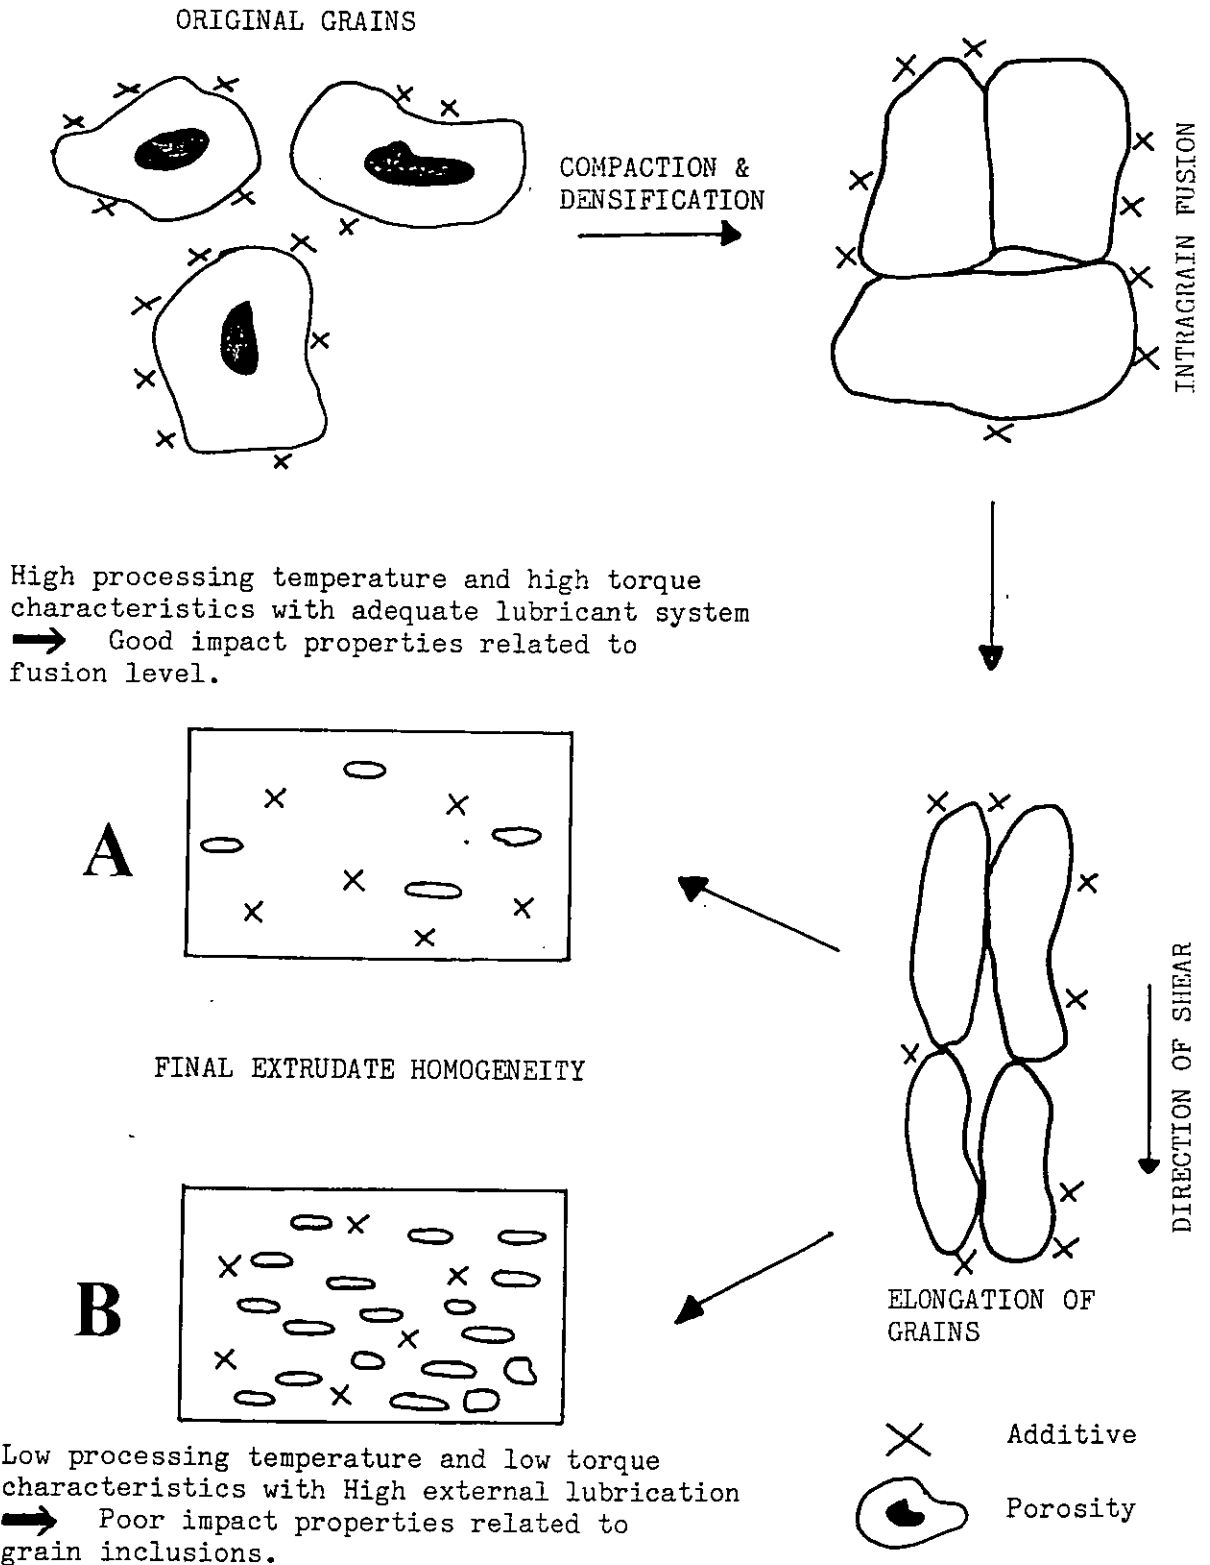 ORIGINAL GRAINS
COMPACTION &
DENSIFICATION
INTRAGRAIN FUSION
High processing temperature and high torque
characteristics with adequate lubricant system
Good impact properties related to
fusion level.
A
FINAL EXTRUDATE HOMOGENEITY
DIRECTION OF SHEAR
B
ELONGATION OF
GRAINS
Low processing temperature and low torque
characteristics with High external lubrication
Poor impact properties related to
grain inclusions.
Additive
Porosity